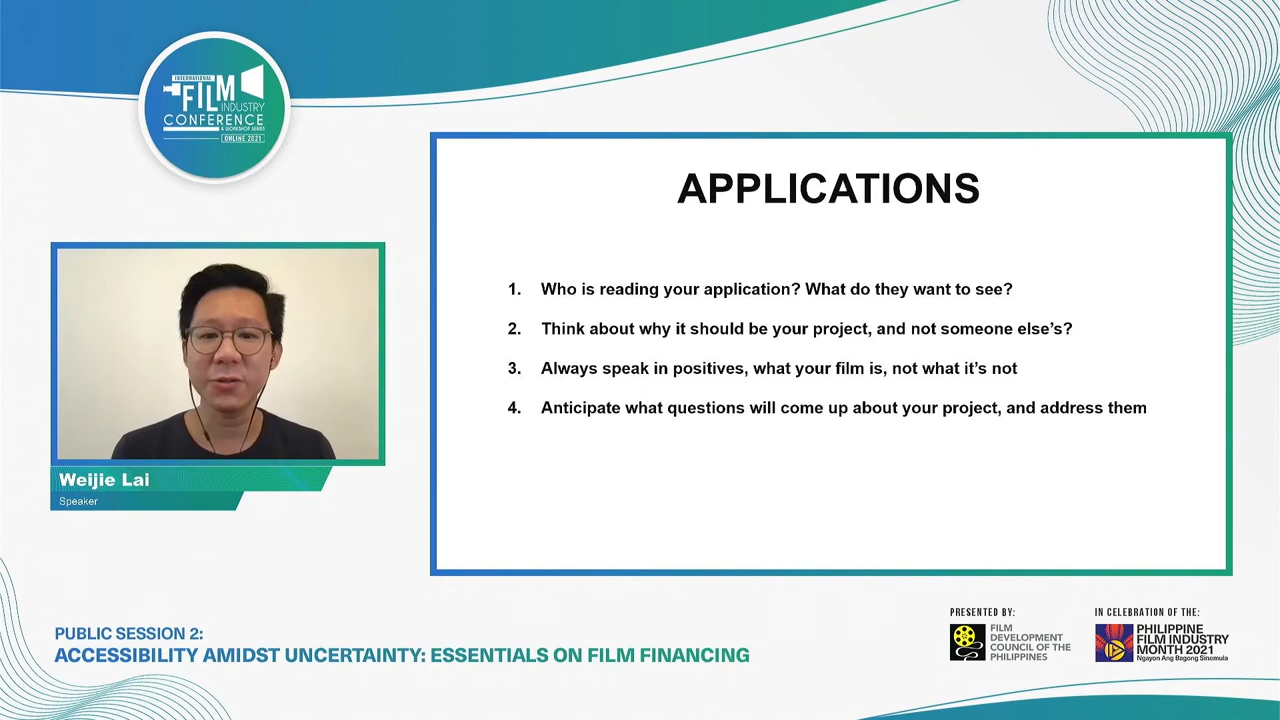 INTERNATIONAL
FILM
INDUSTRY
CONFERENCE
& WORKSHOP SERIES
ONLINE 2021
APPLICATIONS
1. Who is reading your application? What do they want to see?
2. Think about why it should be your project, and not someone else's?
3. Always speak in positives, what your film is, not what it's not
4. Anticipate what questions will come up about your project, and address them
Weijie Lai
Speaker
PUBLIC SESSION 2:
ACCESSIBILITY AMIDST UNCERTAINTY: ESSENTIALS ON FILM FINANCING
PRESENTED BY:
FILM
DEVELOPMENT
COUNCIL OF THE
PHILIPPINES
IN CELEBRATION OF THE:
PHILIPPINE
FILM INDUSTRY
MONTH 2021
Ngayon Ang Bagong Sinemula